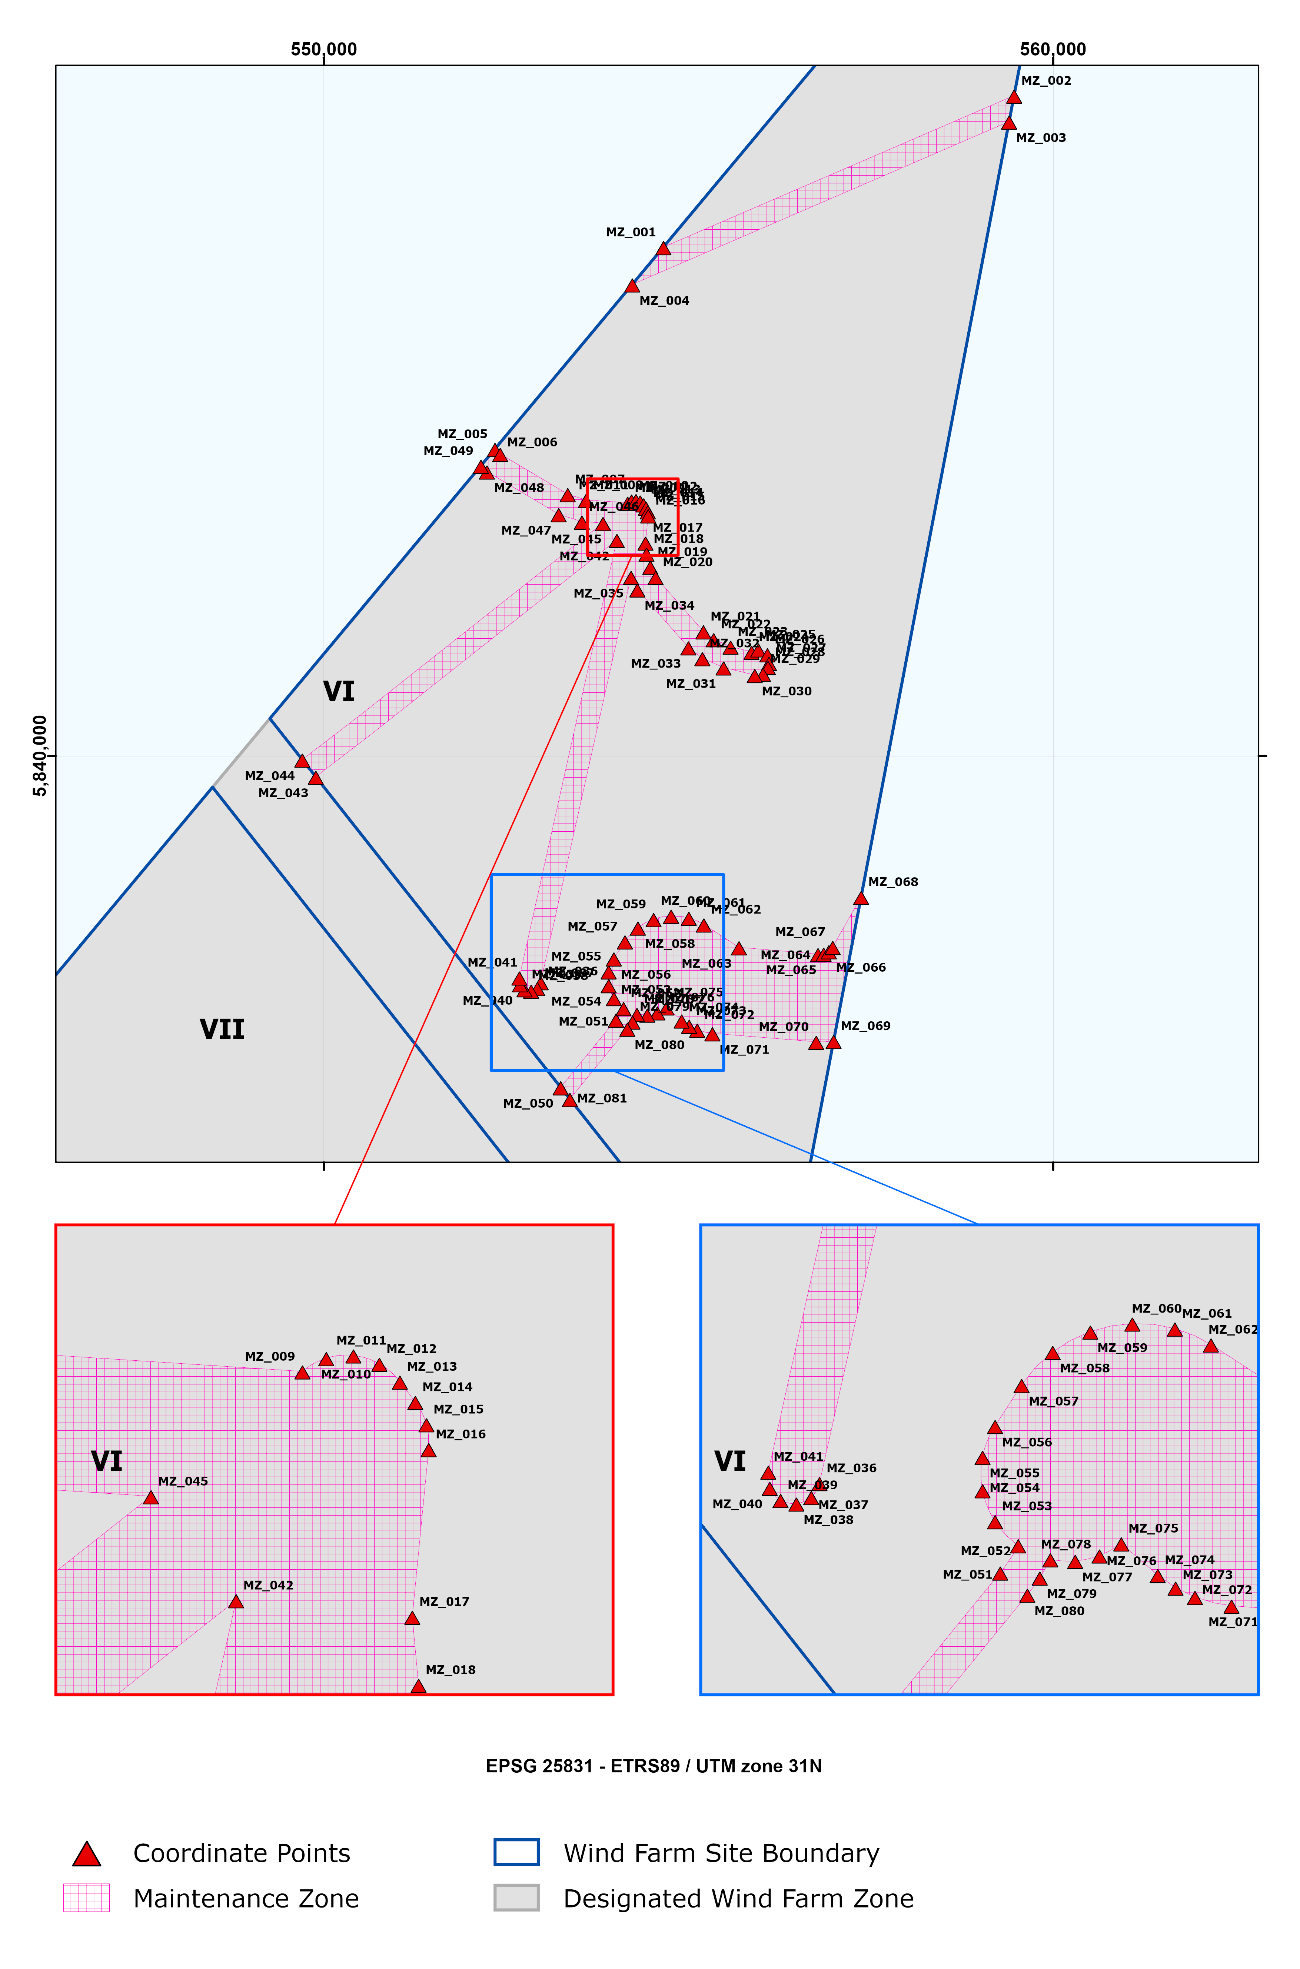 550,000
560,000
MZ_002
MZ_003
MZ_001
MZ_004
MZ_005
MZ_006
MZ_049
MZ_048
MZ_016
MZ_046
MZ_047
MZ_045
MZ_017
MZ_018
MZ_042
MZ_019
MZ_020
MZ_035
MZ_034
MZ_021
MZ_022
MZ_026
MZ_033
MZ_029
MZ_031
MZ_030
VI
5,840,000
MZ_044
MZ_043
MZ_068
MZ_059
MZ_060
MZ_061
MZ_062
MZ_057
MZ_067
MZ_058
MZ_055
MZ_064
MZ_041
MZ_063
MZ_065
MZ_066
MZ_056
MZ_040
MZ_054
VII
MZ_051
MZ_072
MZ_070
MZ_069
MZ_080
MZ_071
MZ_050
MZ_081
MZ_011
MZ_009
MZ_012
MZ_010
MZ_013
MZ_014
MZ_015
MZ_016
VI
MZ_045
MZ_042
MZ_017
MZ_018
MZ_060
MZ_061
MZ_062
MZ_059
MZ_058
MZ_057
MZ_056
VI
MZ_041
MZ_036
MZ_055
MZ_039
MZ_054
MZ_040
MZ_037
MZ_038
MZ_053
MZ_075
MZ_052
MZ_078
MZ_076
MZ_074
MZ_051
MZ_077
MZ_073
MZ_079
MZ_072
MZ_080
MZ_071
EPSG 25831 - ETRS89 / UTM zone 31N
Coordinate Points
Wind Farm Site Boundary
Maintenance Zone
Designated Wind Farm Zone